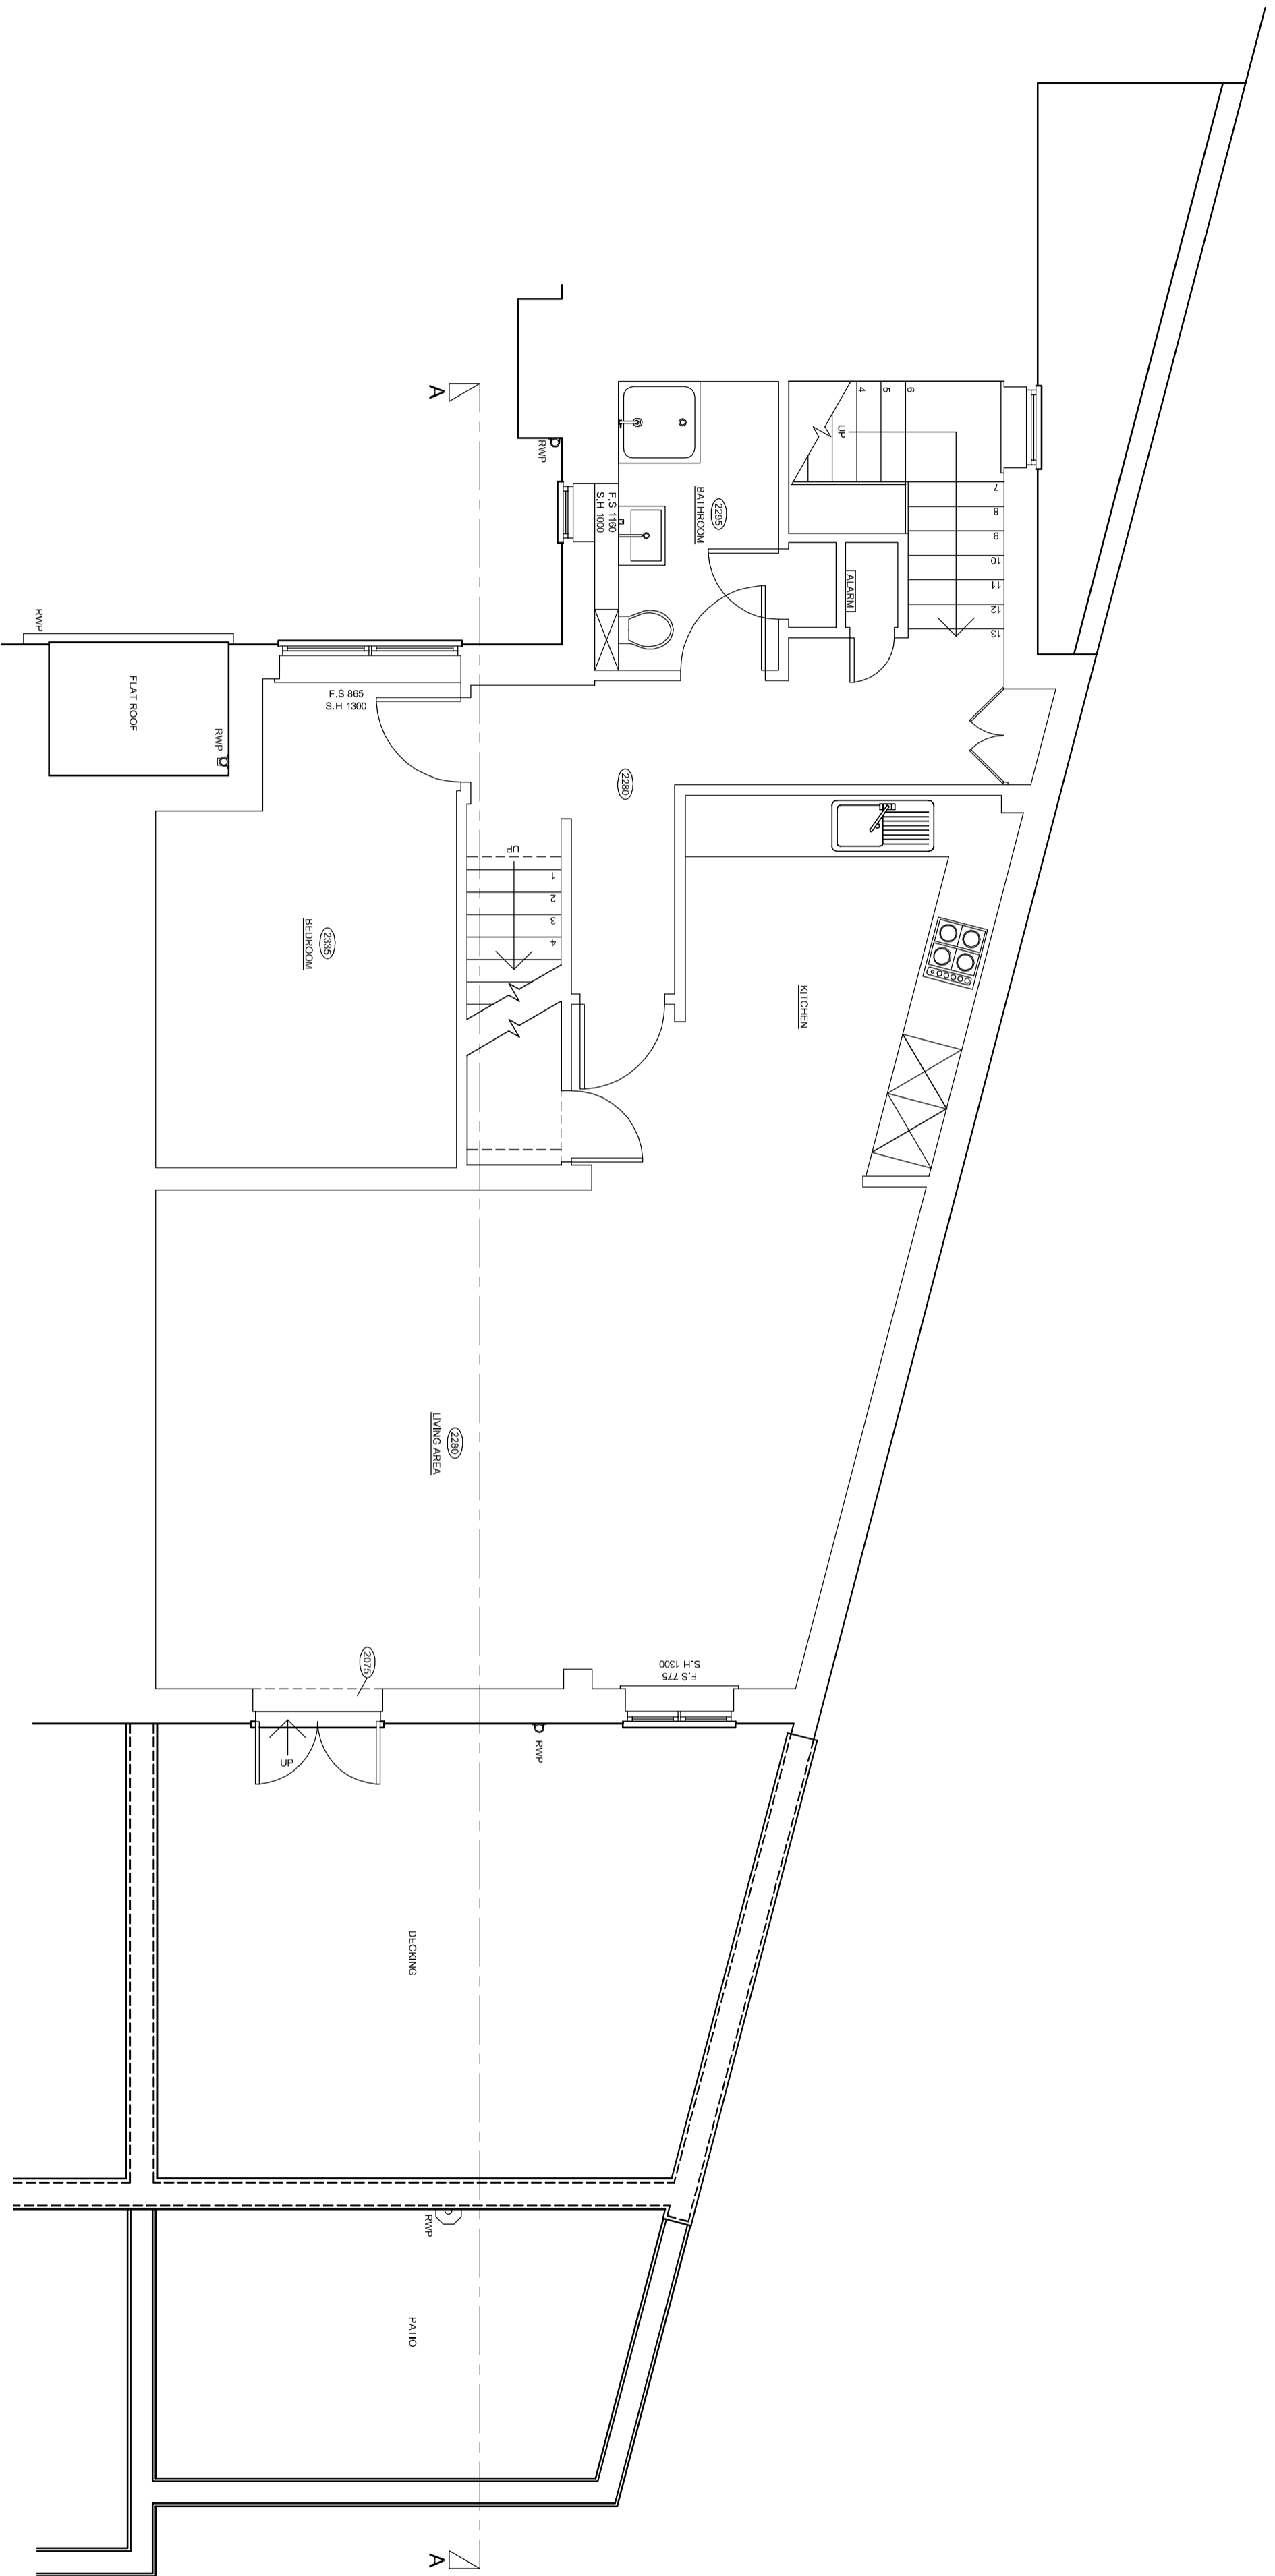 A
RWP
F.S 1160
S.H 1000
2295
BATHROOM
UP
4
5
6
7
8
9
10
11
12
13
ALARM
RWP
FLAT ROOF
RWP
F.S 865
S.H 1300
2280
UP
1
2
3
4
2335
BEDROOM
KITCHEN
2280
LIVING AREA
2075
F.S 775
S.H 1300
UP
RWP
DECKING
RWP
PATIO
A